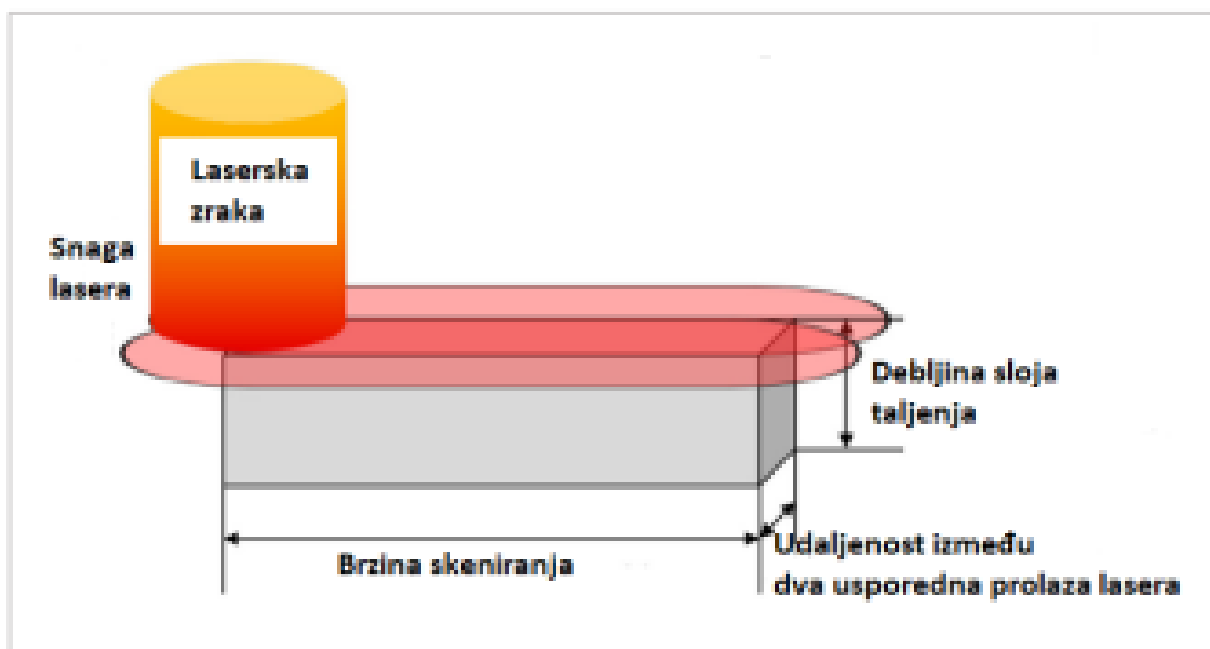 Laserska
zraka
Snaga
lasera
Debljina sloja
taljenja
Brzina skeniranja
Udaljenost između
dva usporedna prolaza lasera